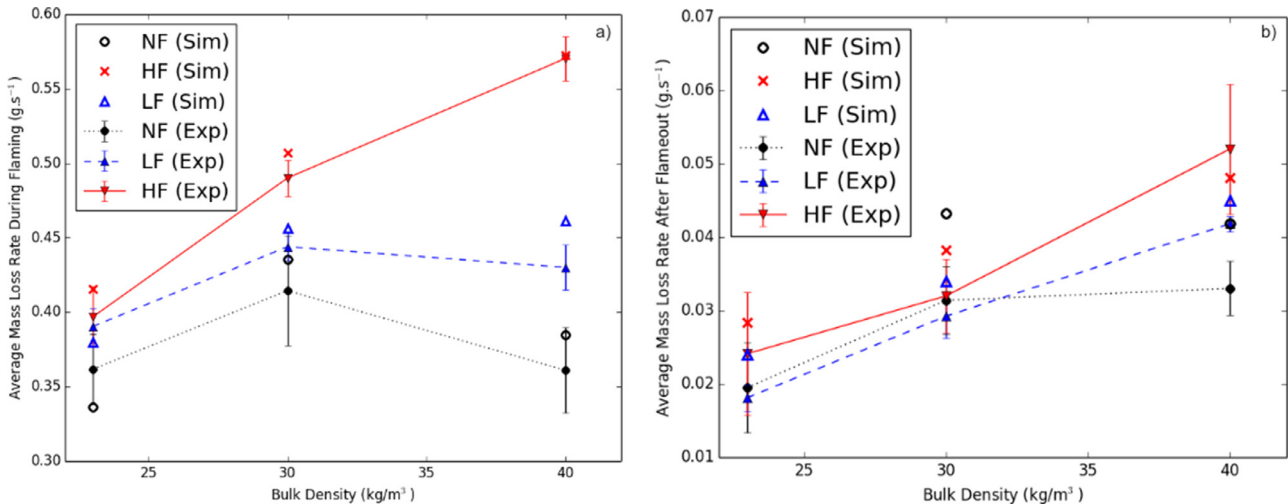 Average Mass Loss Rate During Flaming (g.s⁻¹)
0.60
0.55
0.50
0.45
0.40
0.35
0.30
a)
NF (Sim)
HF (Sim)
LF (Sim)
NF (Exp)
LF (Exp)
HF (Exp)
25
30
35
40
Bulk Density (kg/m³)
Average Mass Loss Rate After Flameout (g.s⁻¹)
0.07
0.06
0.05
0.04
0.03
0.02
0.01
b)
NF (Sim)
HF (Sim)
LF (Sim)
NF (Exp)
LF (Exp)
HF (Exp)
25
30
35
40
Bulk Density (kg/m³)